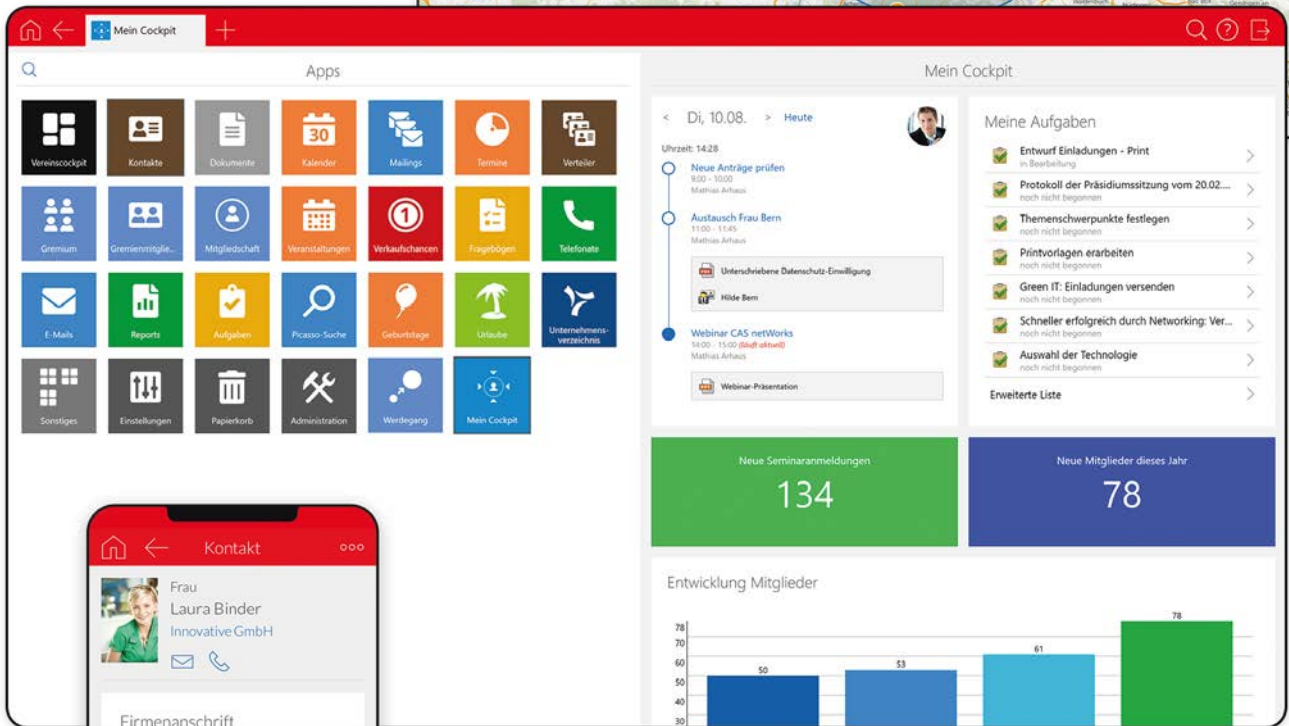 Mein Cockpit
Apps
Vereinscockpit
Kontakte
Dokumente
30
Kalender
Mailings
Termine
Verteiler
Gremium
Gremienmitglie...
Mitgliedschaft
Veranstaltungen
1
Verkaufschancen
Fragebögen
Telefonate
E-Mails
Reports
Aufgaben
Picasso-Suche
Geburtstage
Urlaube
Unternehmens-
verzeichnis
Sonstiges
Einstellungen
Papierkorb
Administration
Werdegang
Mein Cockpit
Kontakt
Frau
Laura Binder
Innovative GmbH
Firmenanschrift
Mein Cockpit
< Di, 10.08. > Heute
Uhrzeit: 14:28
Neue Anträge prüfen
9:00 - 10:00
Mathias Arhaus
Austausch Frau Bern
11:00 - 11:45
Mathias Arhaus
Unterschriebene Datenschutz-Einwilligung
Hilde Bern
Webinar CAS netWorks
14:00 - 15:00 (läuft aktuell)
Mathias Arhaus
Webinar-Präsentation
Meine Aufgaben
Entwurf Einladungen - Print
in Bearbeitung
Protokoll der Präsidiumssitzung vom 20.02....
noch nicht begonnen
Themenschwerpunkte festlegen
noch nicht begonnen
Printvorlagen erarbeiten
noch nicht begonnen
Green IT: Einladungen versenden
noch nicht begonnen
Schneller erfolgreich durch Networking: Ver...
noch nicht begonnen
Auswahl der Technologie
noch nicht begonnen
Erweiterte Liste
Neue Seminaranmeldungen
134
Neue Mitglieder dieses Jahr
78
Entwicklung Mitglieder
78
70
60
50
40
30
50
53
61
78